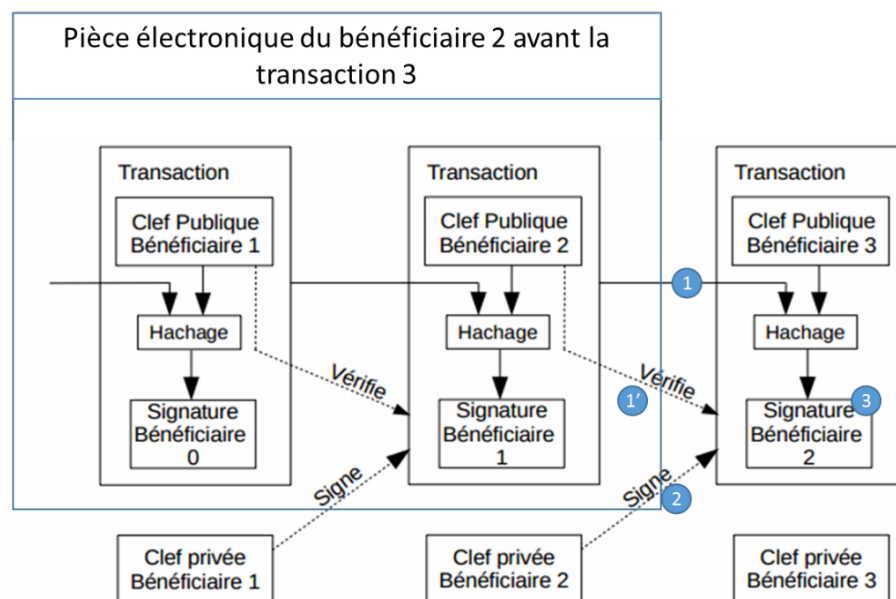 Pièce électronique du bénéficiaire 2 avant la
transaction 3
Transaction
Clef Publique
Bénéficiaire 1
Hachage
Signature
Bénéficiaire
0
Transaction
Clef Publique
Bénéficiaire 2
Hachage
Signature
Bénéficiaire
1
Transaction
Clef Publique
Bénéficiaire 3
Hachage
Signature
Bénéficiaire
2
1
Vérifie
Vérifie
1'
3
Signe
Signe
2
Clef privée
Bénéficiaire 1
Clef privée
Bénéficiaire 2
Clef privée
Bénéficiaire 3